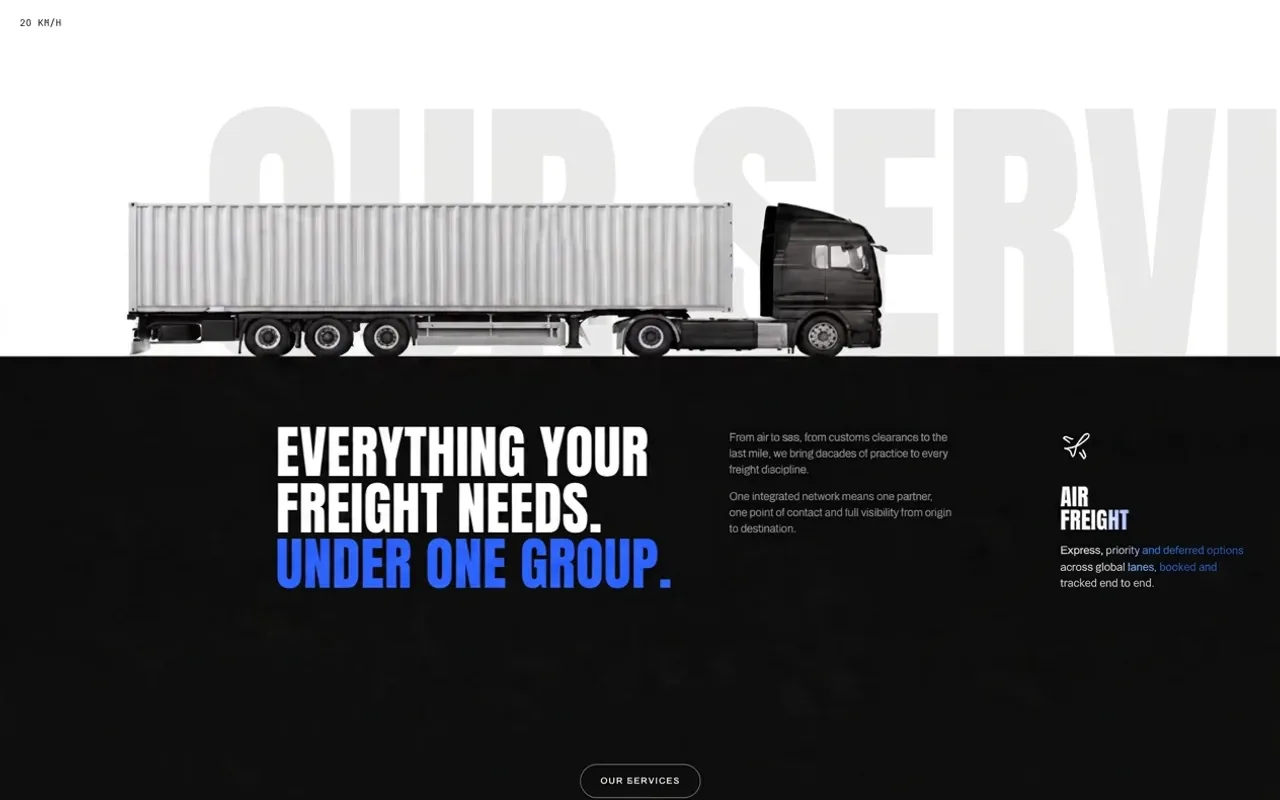 20 KM/H
OUR SERVI
EVERYTHING YOUR
FREIGHT NEEDS.
UNDER ONE GROUP.
From air to sas, from customs clearance to the
last mile, we bring decades of practice to every
freight discipline.
One integrated network means one partner,
one point of contact and full visibility from origin
to destination.
AIR
FREIGHT
Express, priority and deferred options
across global lanes, booked and
tracked end to end.
OUR SERVICES